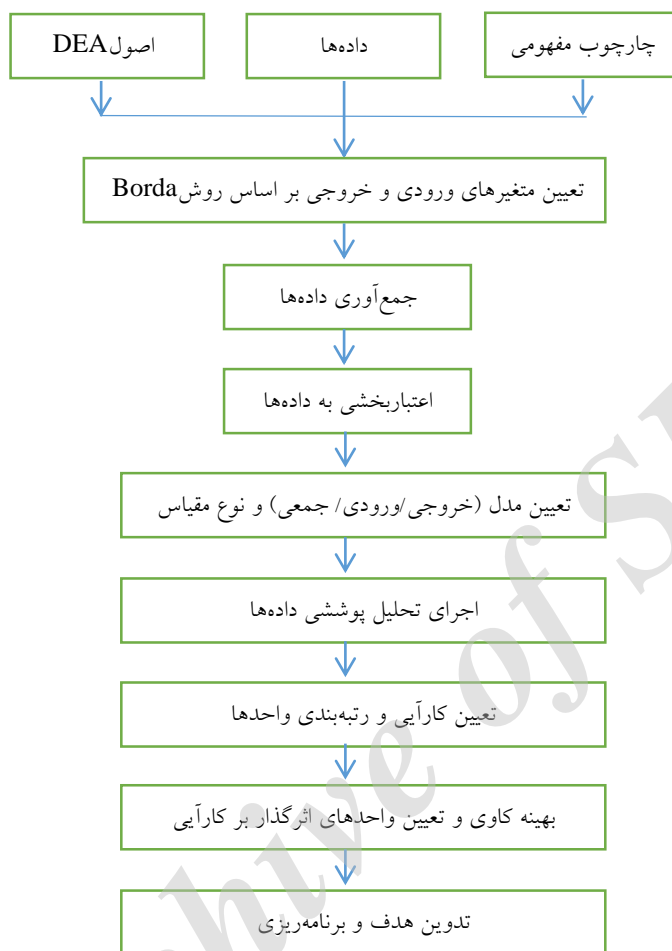 چارچوب مفهومی
داده‌ها
اصول DEA
تعیین متغیرهای ورودی و خروجی بر اساس روش Borda
جمع‌آوری داده‌ها
اعتباربخشی به داده‌ها
تعیین مدل (خروجی/ورودی/ جمعی) و نوع مقیاس
اجرای تحلیل پوششی داده‌ها
تعیین کارآیی و رتبه‌بندی واحدها
بهینه کاوی و تعیین واحدهای اثرگذار بر کارآیی
تدوین هدف و برنامه‌ریزی
Archive of S